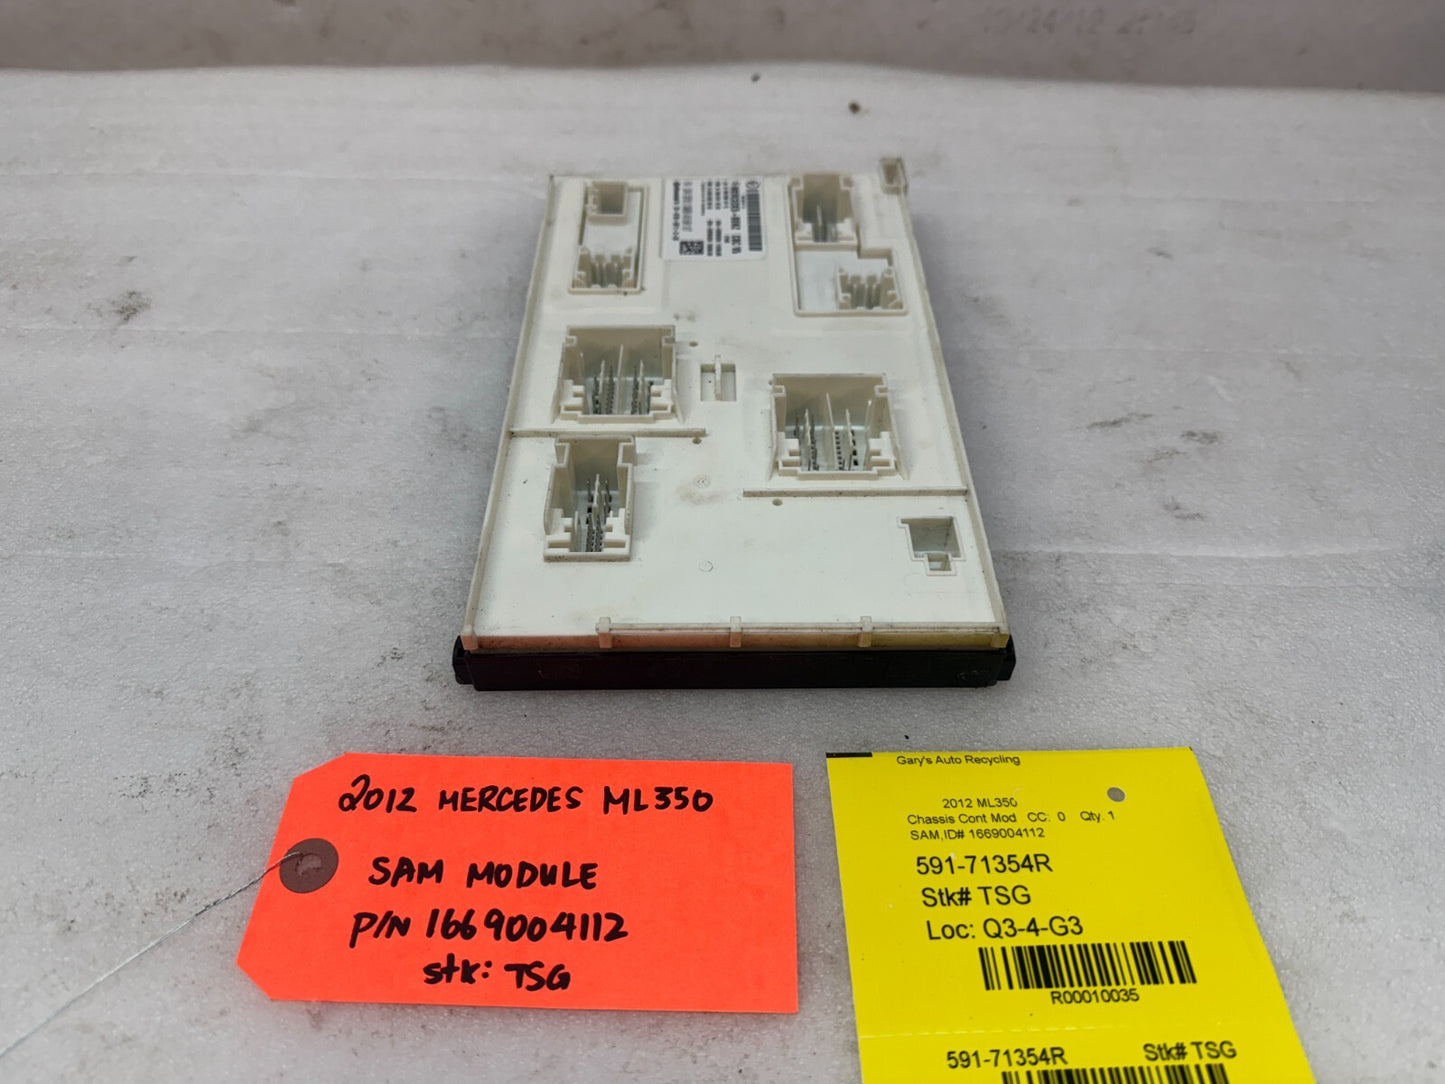 2012 MERCEDES ML350
SAM MODULE
P/N 1669004112
stk: TSG
Gary's Auto Recycling
2012 ML350
Chassis Cont Mod CC: 0 Qty. 1
SAM,ID# 1669004112
591-71354R
Stk# TSG
Loc: Q3-4-G3
R00010035
591-71354R Stk# TSG